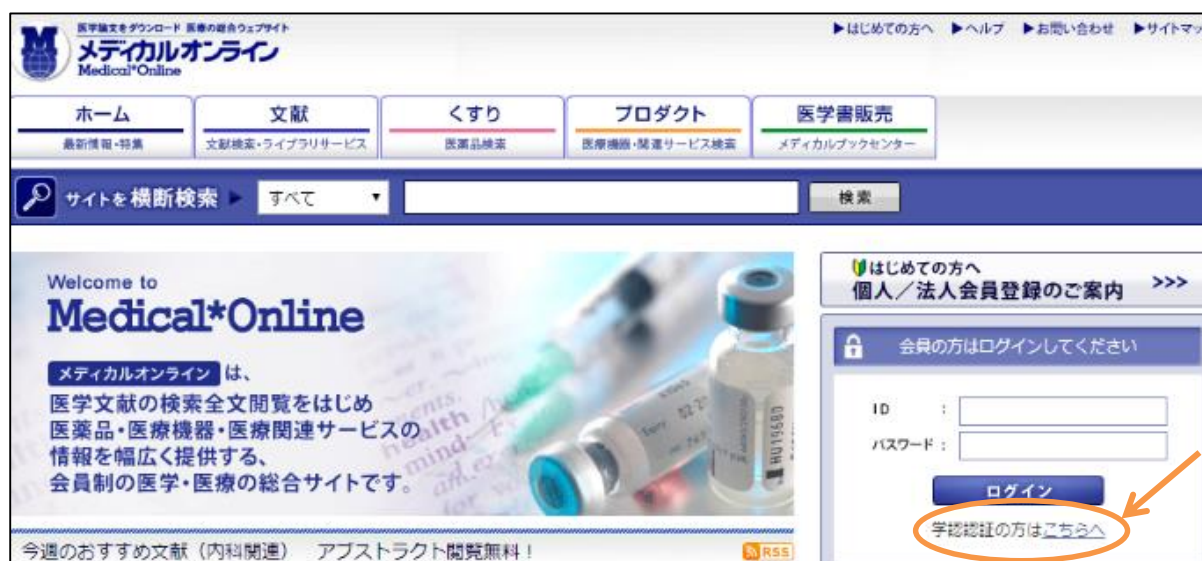 医学論文をダウンロード 医療の総合ウェブサイト
メディカルオンライン
Medical*Online
▶はじめての方へ ▶ヘルプ ▶お問い合わせ ▶サイトマッ
ホーム 文献 くすり プロダクト 医学書販売
最新情報・特集 文献検索・ライブラリサービス 医薬品検索 医療機器・関連サービス検索 メディカルブックセンター
サイトを横断検索 ▶ すべて ▼ 検索
Welcome to
Medical*Online
メディカルオンライン は、
医学文献の検索全文閲覧をはじめ
医薬品・医療機器・医療関連サービスの
情報を幅広く提供する、
会員制の医学・医療の総合サイトです。
HU19680
はじめての方へ
個人／法人会員登録のご案内 >>>
会員の方はログインしてください
ID :
パスワード :
ログイン
学認認証の方はこちらへ
今週のおすすめ文献（内科関連） アブストラクト閲覧無料！ RSS